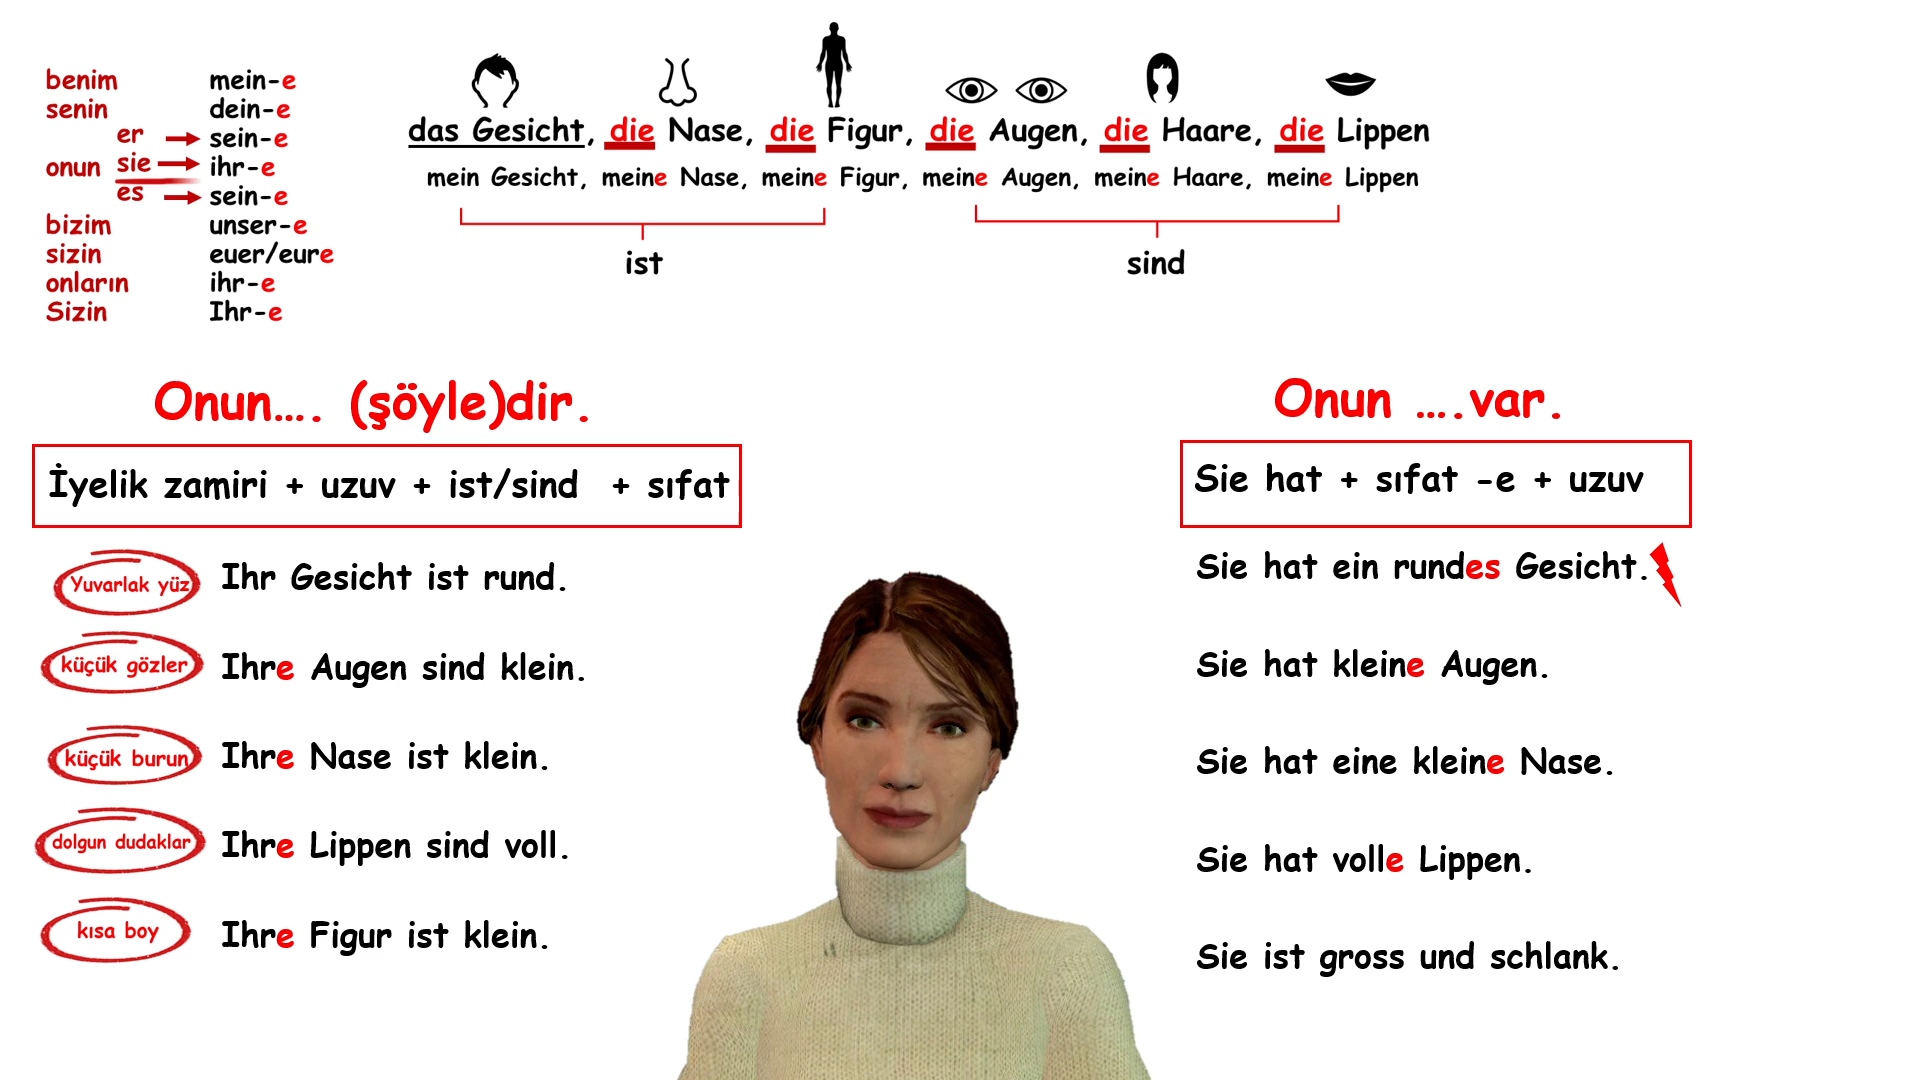 benim mein-e
senin dein-e
er sein-e
onun sie ihr-e
es sein-e
bizim unser-e
sizin euer/eure
onların ihr-e
Sizin Ihr-e
das Gesicht, die Nase, die Figur, die Augen, die Haare, die Lippen
mein Gesicht, meine Nase, meine Figur, meine Augen, meine Haare, meine Lippen
ist sind
Onun.... (şöyle)dir.
İyelik zamiri + uzuv + ist/sind + sıfat
Yuvarlak yüz Ihr Gesicht ist rund.
küçük gözler Ihre Augen sind klein.
küçük burun Ihre Nase ist klein.
dolgun dudaklar Ihre Lippen sind voll.
kısa boy Ihre Figur ist klein.
Onun ....var.
Sie hat + sıfat -e + uzuv
Sie hat ein rundes Gesicht.
Sie hat kleine Augen.
Sie hat eine kleine Nase.
Sie hat volle Lippen.
Sie ist gross und schlank.